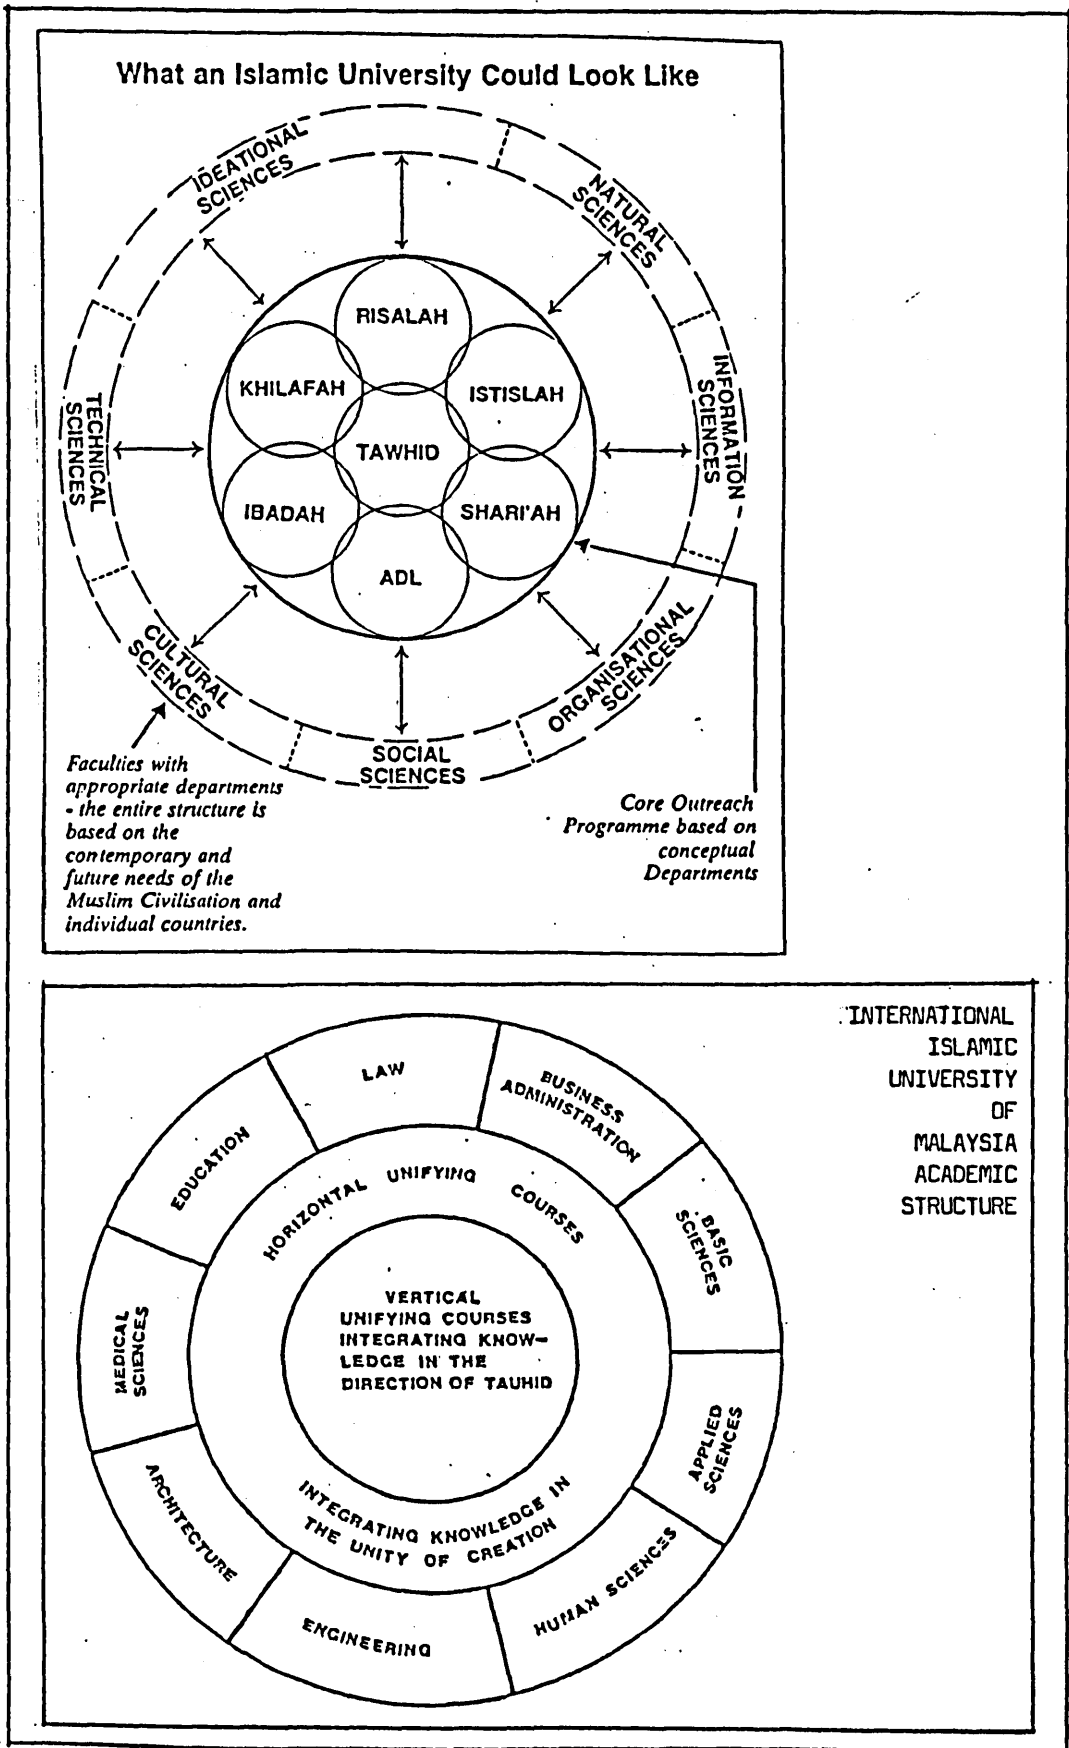 What an Islamic University Could Look Like
IDEATIONAL
SCIENCES
NATURAL
SCIENCES
INFORMATION
SCIENCES
ORGANISATIONAL
SCIENCES
SOCIAL
SCIENCES
CULTURAL
SCIENCES
TECHNICAL
SCIENCES
RISALAH
KHILAFAH
ISTISLAH
TAWHID
IBADAH
SHARI'AH
ADL
Faculties with
appropriate departments
- the entire structure is
based on the
contemporary and
future needs of the
Muslim Civilisation and
individual countries.
Core Outreach
Programme based on
conceptual
Departments
INTERNATIONAL
ISLAMIC
UNIVERSITY
OF
MALAYSIA
ACADEMIC
STRUCTURE
LAW
BUSINESS
ADMINISTRATION
BASIC
SCIENCES
APPLIED
SCIENCES
HUMAN SCIENCES
ENGINEERING
ARCHITECTURE
MEDICAL
SCIENCES
EDUCATION
HORIZONTAL UNIFYING COURSES
VERTICAL
UNIFYING COURSES
INTEGRATING KNOW-
LEDGE IN THE
DIRECTION OF TAUHID
INTEGRATING KNOWLEDGE IN
THE UNITY OF CREATION